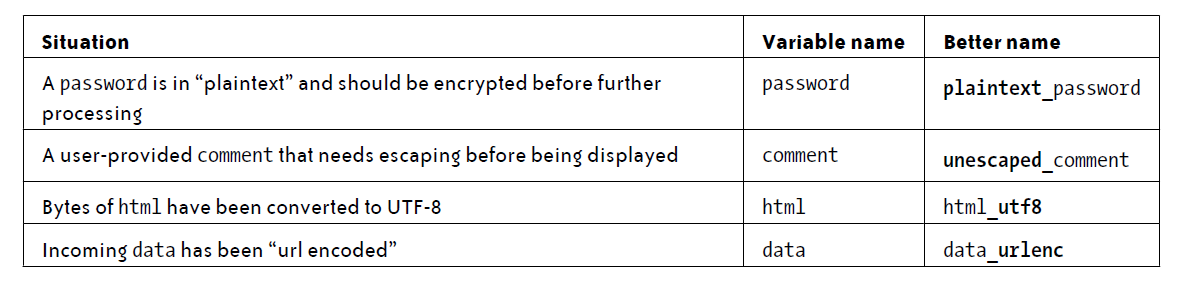 Situation Variable name Better name
A password is in “plaintext” and should be encrypted before further
processing
password plaintext_password
A user-provided comment that needs escaping before being displayed comment unescaped_comment
Bytes of html have been converted to UTF-8 html html_utf8
Incoming data has been “url encoded” data data_urlenc